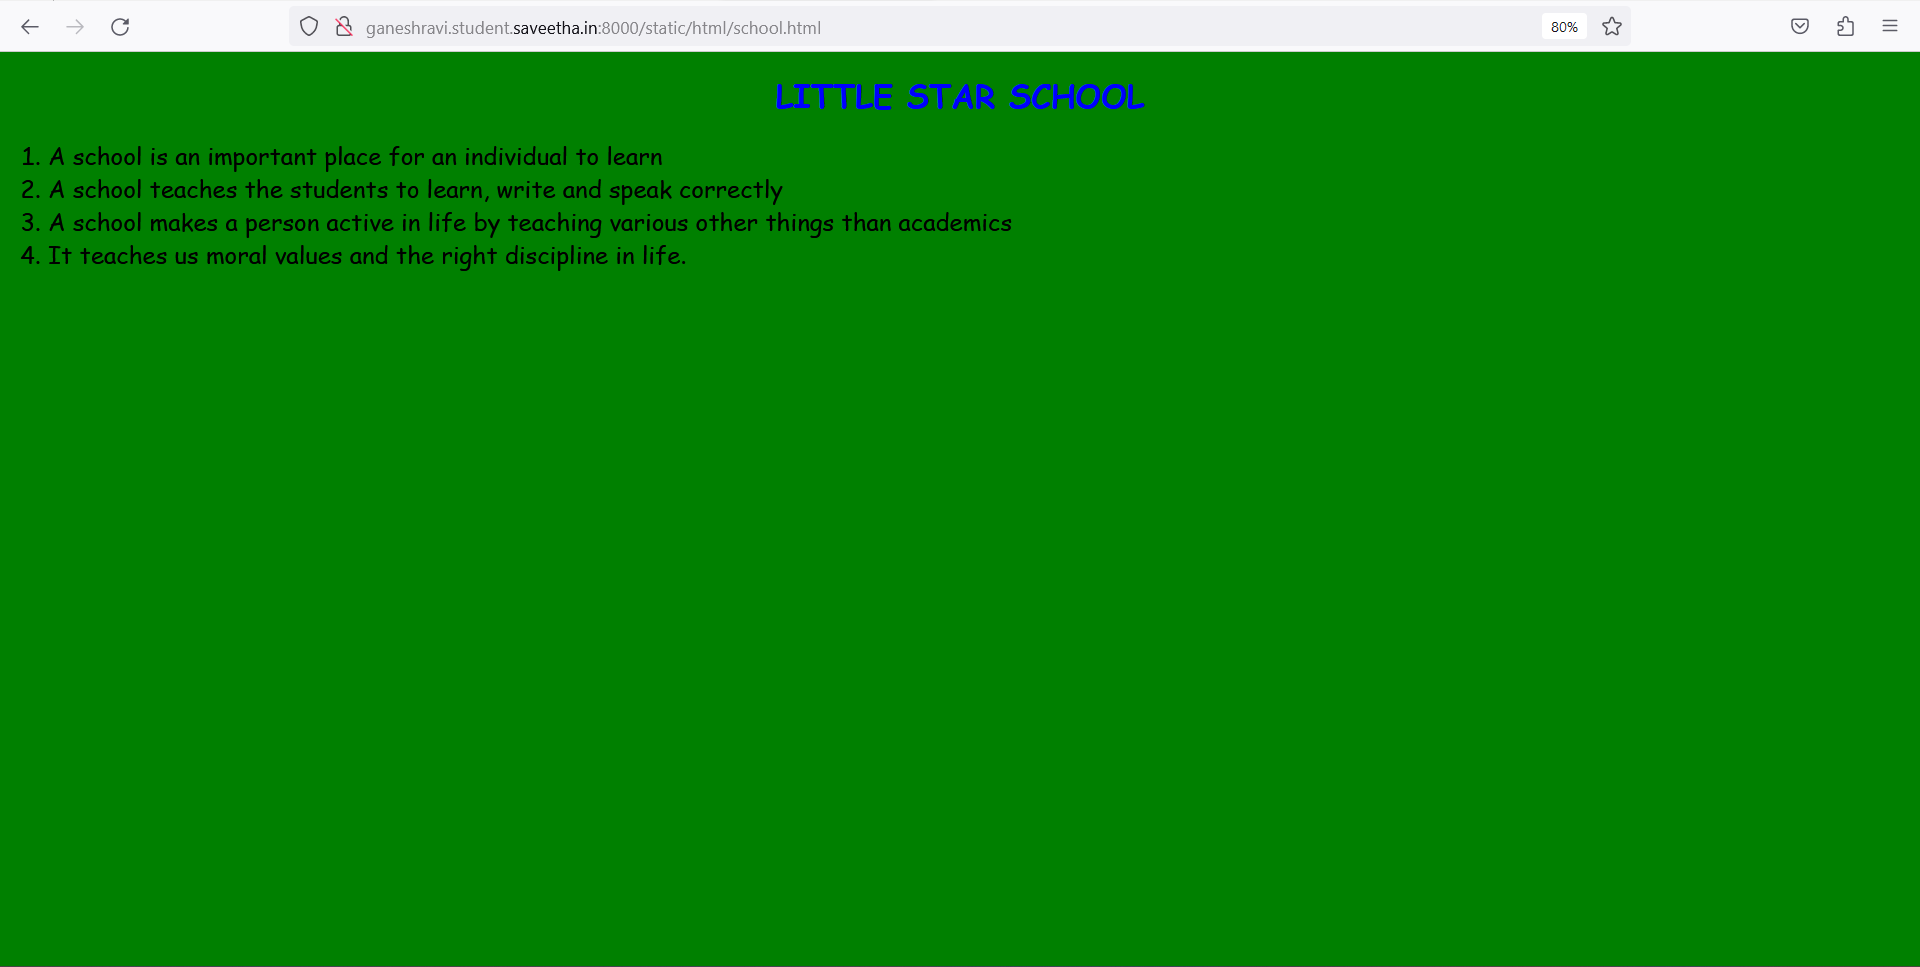 ganeshravi.student.saveetha.in:8000/static/html/school.html
80%
LITTLE STAR SCHOOL
1. A school is an important place for an individual to learn
2. A school teaches the students to learn, write and speak correctly
3. A school makes a person active in life by teaching various other things than academics
4. It teaches us moral values and the right discipline in life.